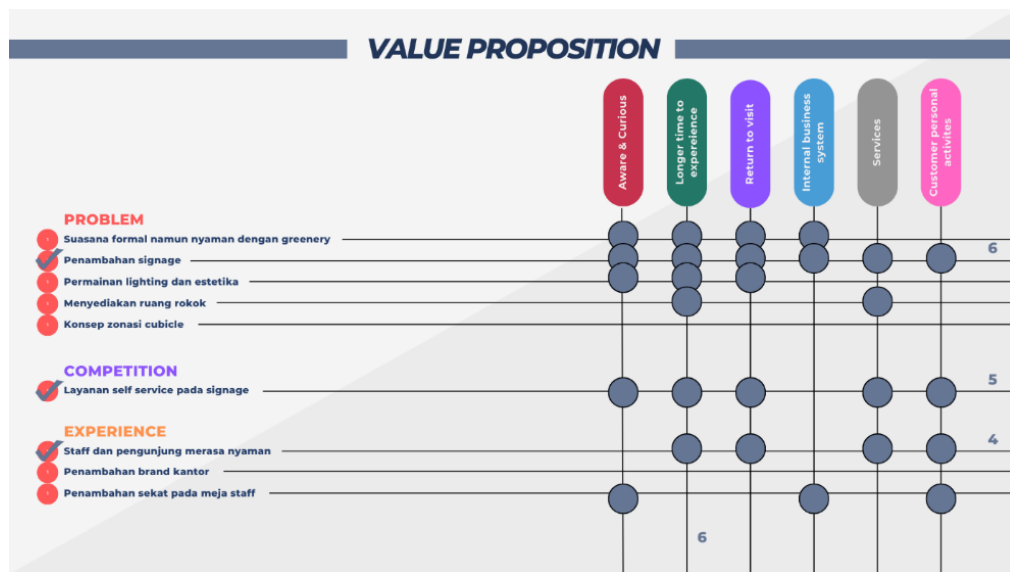 VALUE PROPOSITION
Aware & Curious
Longer time to
expereience
Return to visit
Internal business
system
Services
Customer personal
activites
PROBLEM
Suasana formal namun nyaman dengan greenery
6
Penambahan signage
Permainan lighting dan estetika
Menyediakan ruang rokok
Konsep zonasi cubicle
COMPETITION
Layanan self service pada signage
5
EXPERIENCE
4
Staff dan pengunjung merasa nyaman
Penambahan brand kantor
Penambahan sekat pada meja staff
6